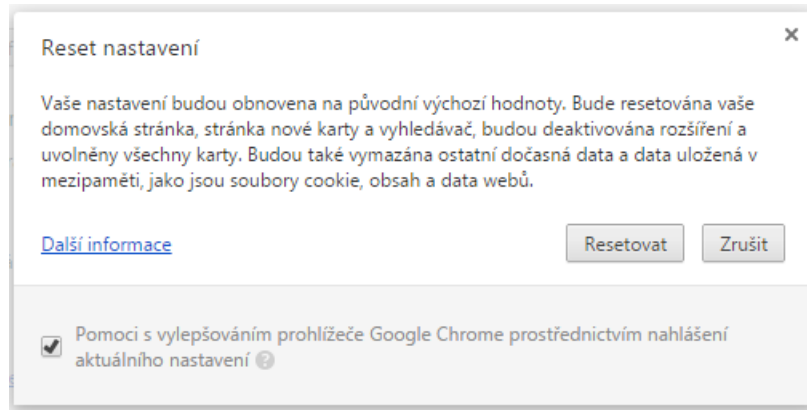 Reset nastavení
Vaše nastavení budou obnovena na původní výchozí hodnoty. Bude resetována vaše
domovská stránka, stránka nové karty a vyhledávač, budou deaktivována rozšíření a
uvolněny všechny karty. Budou také vymazána ostatní dočasná data a data uložená v
mezipaměti, jako jsou soubory cookie, obsah a data webů.
Další informace
Resetovat
Zrušit
Pomoci s vylepšováním prohlížeče Google Chrome prostřednictvím nahlášení
aktuálního nastavení ?